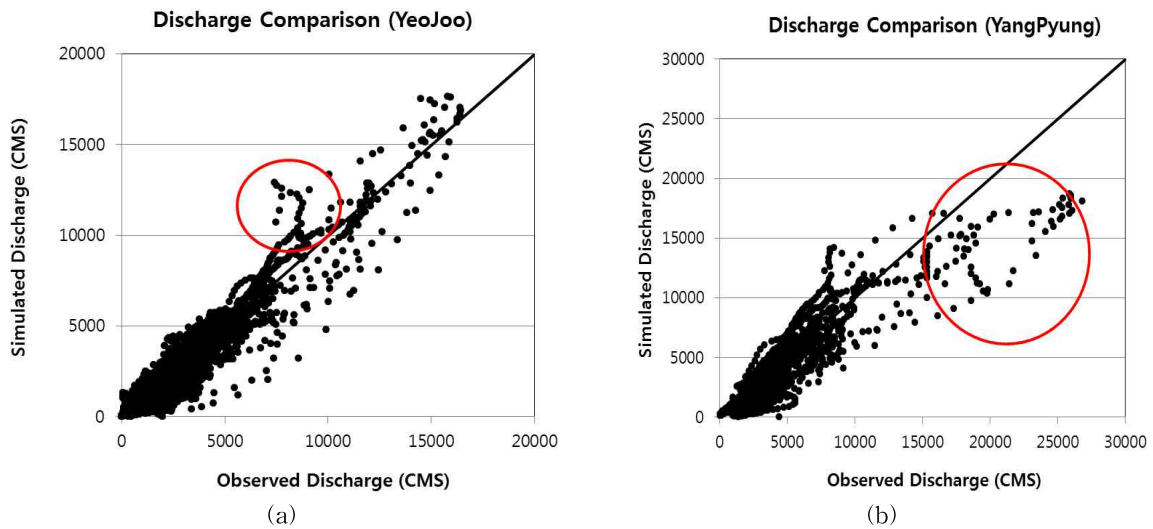 Discharge Comparison (YeoJoo)
20000
15000
10000
5000
0
0 5000 10000 15000 20000
Simulated Discharge (CMS)
Observed Discharge (CMS)
(a)
Discharge Comparison (YangPyung)
30000
25000
20000
15000
10000
5000
0
0 5000 10000 15000 20000 25000 30000
Simulated Discharge (CMS)
Observed Discharge (CMS)
(b)